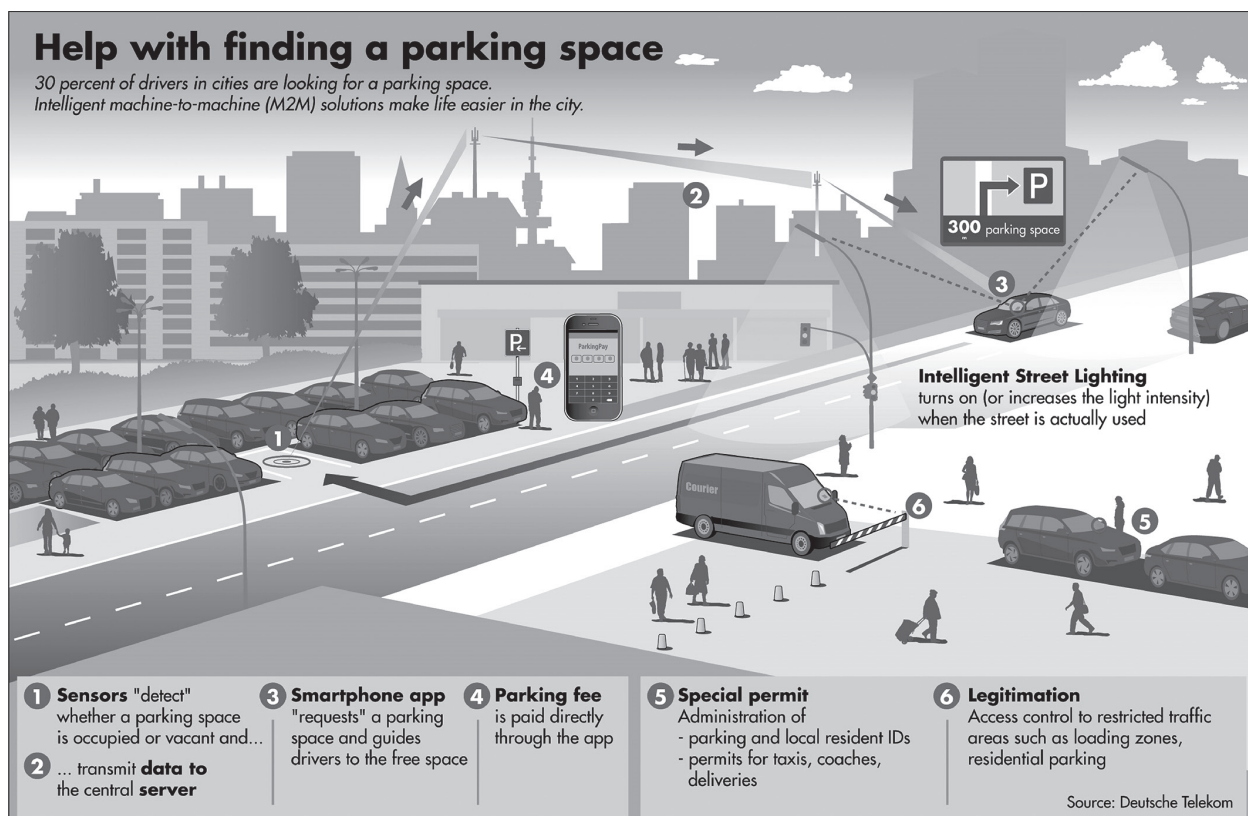 Help with finding a parking space
30 percent of drivers in cities are looking for a parking space.
Intelligent machine-to-machine (M2M) solutions make life easier in the city.
2
P
300
m
parking space
3
P
ParkingPay
4
Intelligent Street Lighting
turns on (or increases the light intensity)
when the street is actually used
1
Courier
6
5
1 Sensors "detect"
whether a parking space
is occupied or vacant and...
2 ... transmit data to
the central server
3 Smartphone app
"requests" a parking
space and guides
drivers to the free space
4 Parking fee
is paid directly
through the app
5 Special permit
Administration of
- parking and local resident IDs
- permits for taxis, coaches,
deliveries
6 Legitimation
Access control to restricted traffic
areas such as loading zones,
residential parking
Source: Deutsche Telekom